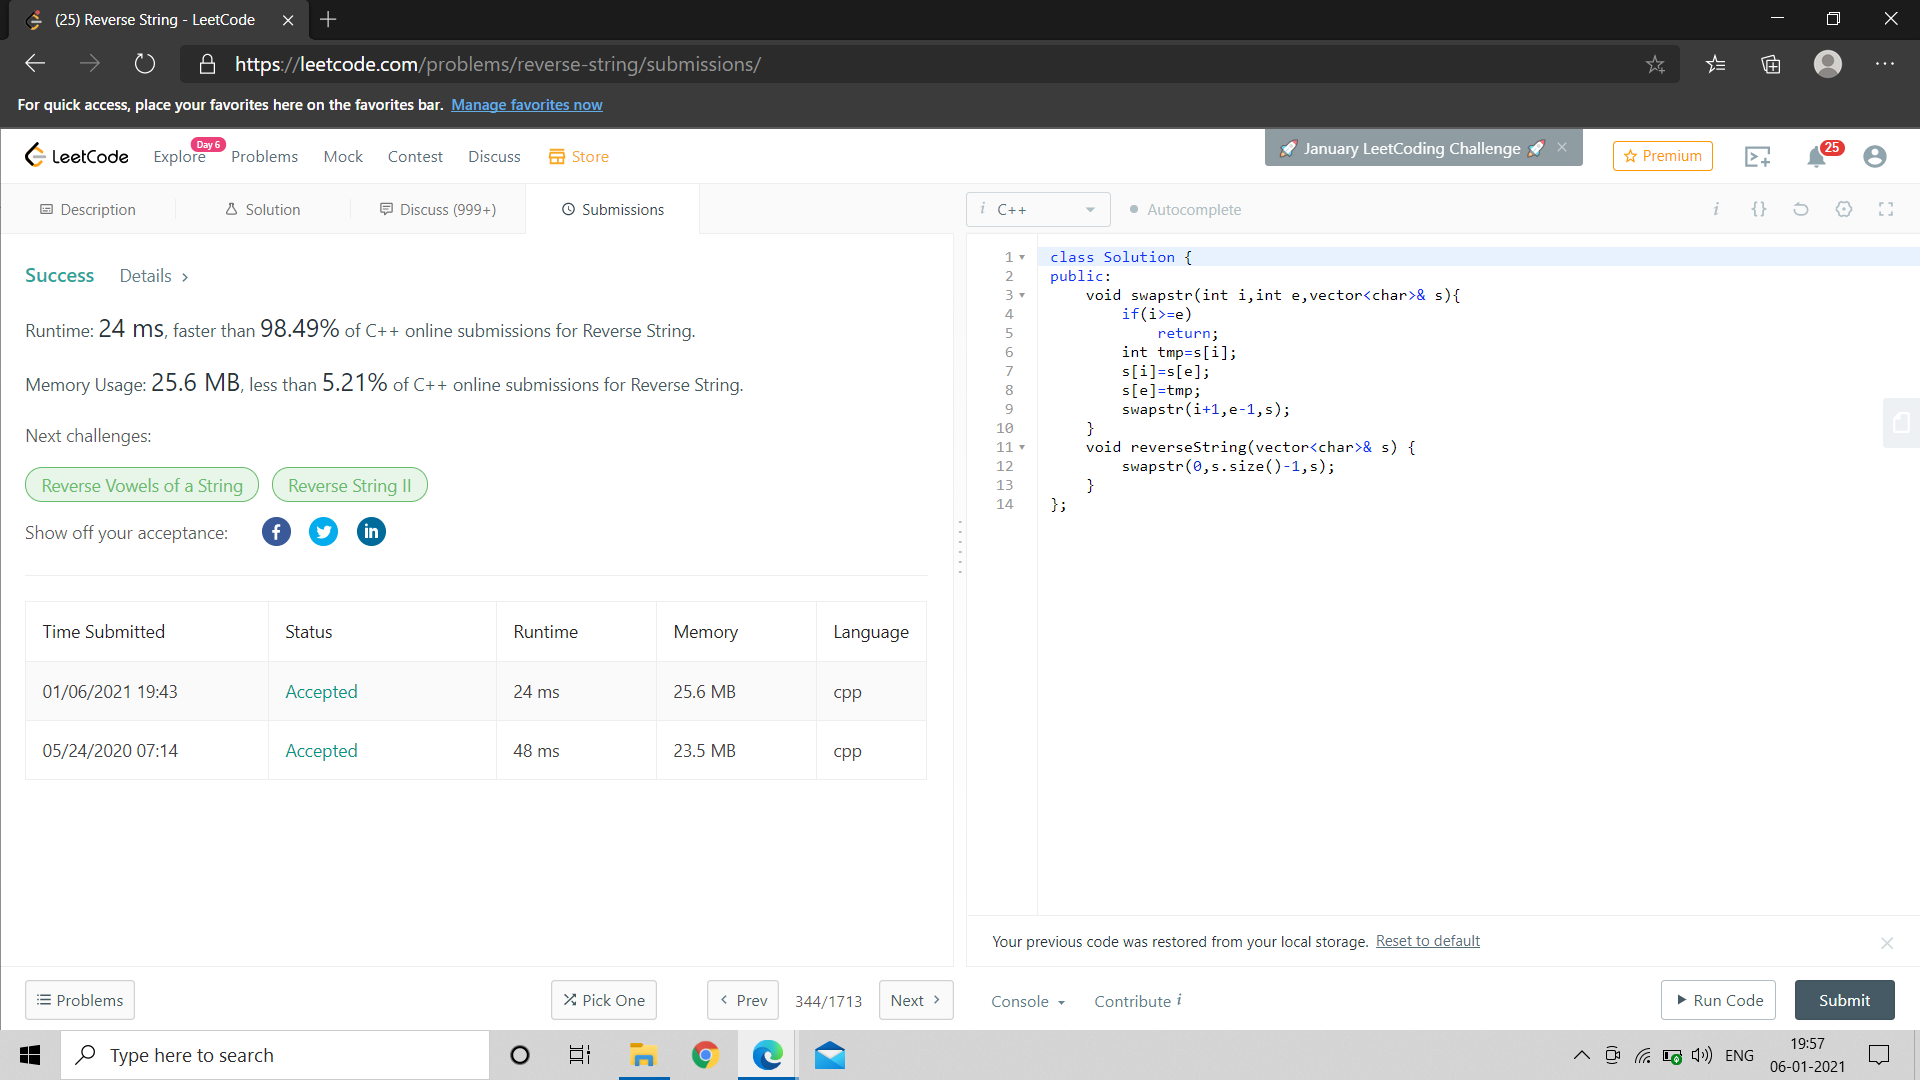 (25) Reverse String - LeetCode
https://leetcode.com/problems/reverse-string/submissions/
For quick access, place your favorites here on the favorites bar. Manage favorites now
LeetCode Explore Day 6 Problems Mock Contest Discuss Store
🚀 January LeetCoding Challenge 🚀 ×
Premium
25
Description Solution Discuss (999+) Submissions
i C++ Autocomplete
i {}
Success Details >
Runtime: 24 ms, faster than 98.49% of C++ online submissions for Reverse String.
Memory Usage: 25.6 MB, less than 5.21% of C++ online submissions for Reverse String.
Next challenges:
Reverse Vowels of a String Reverse String II
Show off your acceptance:
Time Submitted Status Runtime Memory Language
01/06/2021 19:43 Accepted 24 ms 25.6 MB cpp
05/24/2020 07:14 Accepted 48 ms 23.5 MB cpp
1 class Solution {
2 public:
3 void swapstr(int i,int e,vector<char>& s){
4 if(i>=e)
5 return;
6 int tmp=s[i];
7 s[i]=s[e];
8 s[e]=tmp;
9 swapstr(i+1,e-1,s);
10 }
11 void reverseString(vector<char>& s) {
12 swapstr(0,s.size()-1,s);
13 }
14 };
Your previous code was restored from your local storage. Reset to default
Problems Pick One < Prev 344/1713 Next >
Console Contribute i Run Code Submit
Type here to search
ENG
19:57
06-01-2021